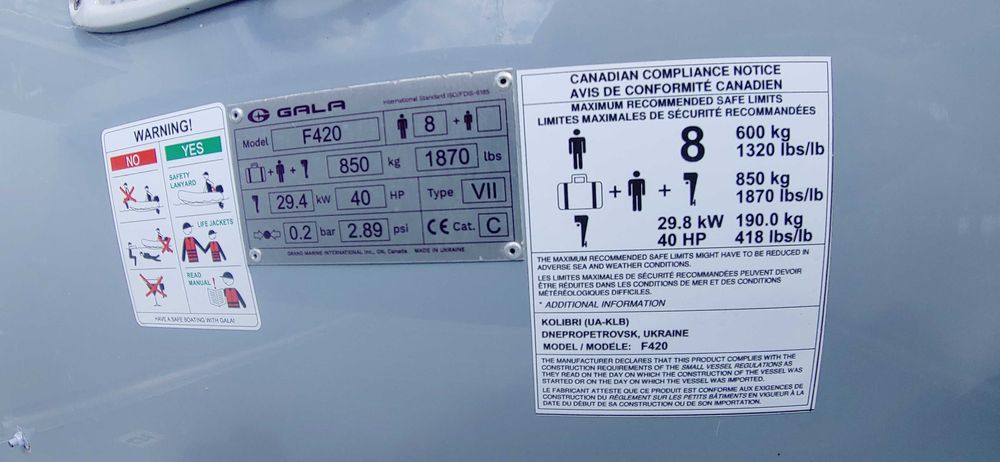 WARNING!
NO
YES
SAFETY
LANYARD
LIFE JACKETS
READ
MANUAL
!
HAVE A SAFE BOATING WITH GALA!
GALA
International Standard ISO/FDIS-6185
Model F420
8 +
+ + 850 kg 1870 lbs
29.4 kW 40 HP Type VII
0.2 bar 2.89 psi CE Cat. C
GRAND MARINE INTERNATIONAL Inc., ON, Canada. MADE IN UKRAINE
CANADIAN COMPLIANCE NOTICE
AVIS DE CONFORMITÉ CANADIEN
MAXIMUM RECOMMENDED SAFE LIMITS
LIMITES MAXIMALES DE SÉCURITÉ RECOMMANDÉES
8 600 kg
1320 lbs/lb
+ + 850 kg
1870 lbs/lb
29.8 kW 190.0 kg
40 HP 418 lbs/lb
THE MAXIMUM RECOMMENDED SAFE LIMITS MIGHT HAVE TO BE REDUCED IN
ADVERSE SEA AND WEATHER CONDITIONS.
LES LIMITES MAXIMALES DE SÉCURITÉ RECOMMANDÉES PEUVENT DEVOIR
ÊTRE RÉDUITES DANS LES CONDITIONS DE MER ET DES CONDITIONS
MÉTÉROLOGIQUES DIFFICILES.
* ADDITIONAL INFORMATION
KOLIBRI (UA-KLB)
DNEPROPETROVSK, UKRAINE
MODEL / MODÈLE: F420
THE MANUFACTURER DECLARES THAT THIS PRODUCT COMPLIES WITH THE
CONSTRUCTION REQUIREMENTS OF THE SMALL VESSEL REGULATIONS AS
THEY READ ON THE DAY ON WHICH THE CONSTRUCTION OF THE VESSEL WAS
STARTED OR ON THE DAY ON WHICH THE VESSEL WAS IMPORTED.
LE FABRICANT ATTESTE QUE CE PRODUIT EST CONFORME AUX EXIGENCES DE
CONSTRUCTION DU RÈGLEMENT SUR LES PETITS BÂTIMENTS EN VIGUEUR À LA
DATE DU DÉBUT DE SA CONSTRUCTION OU DE SON IMPORTATION.